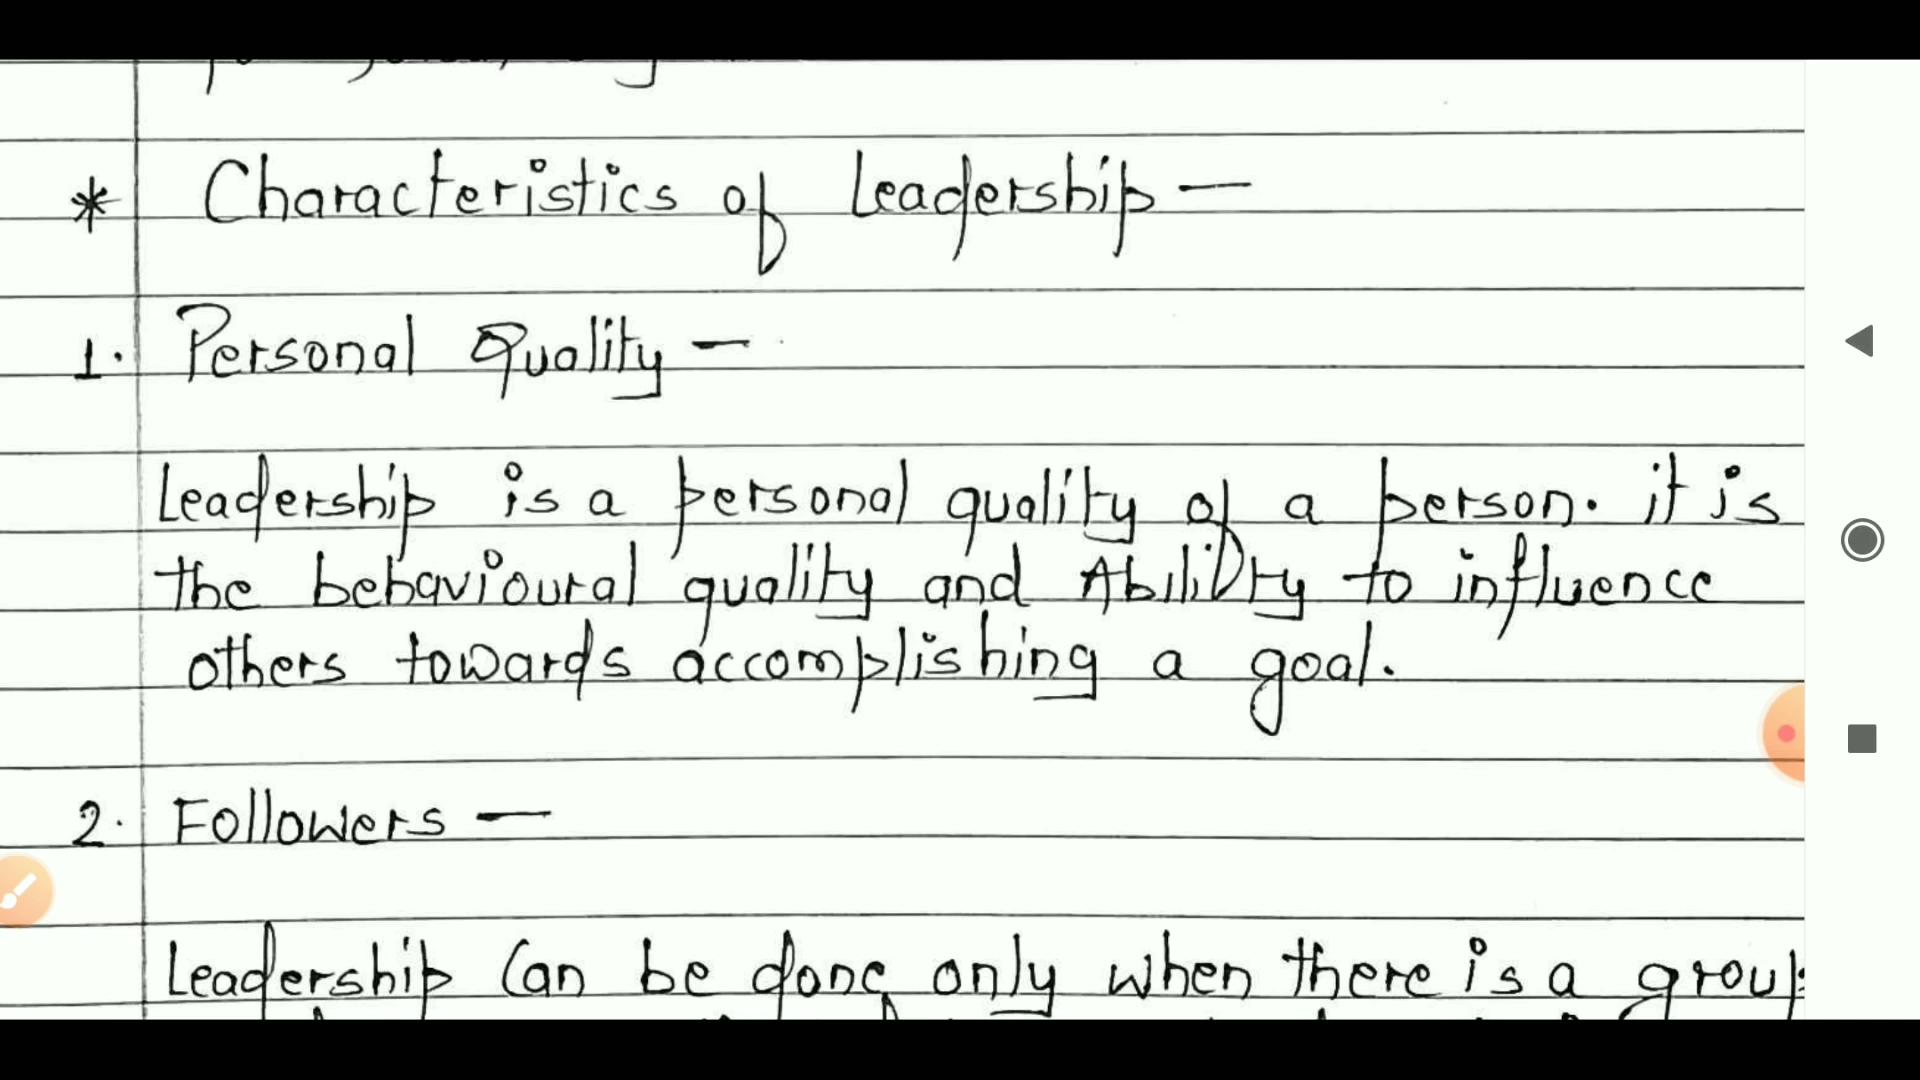 * Characteristics of Leadership —
1. Personal Quality —
Leadership is a personal quality of a person. it is
the behavioural quality and Ability to influence
others towards accomplishing a goal.
2. Followers —
Leadership Can be done only when there is a group